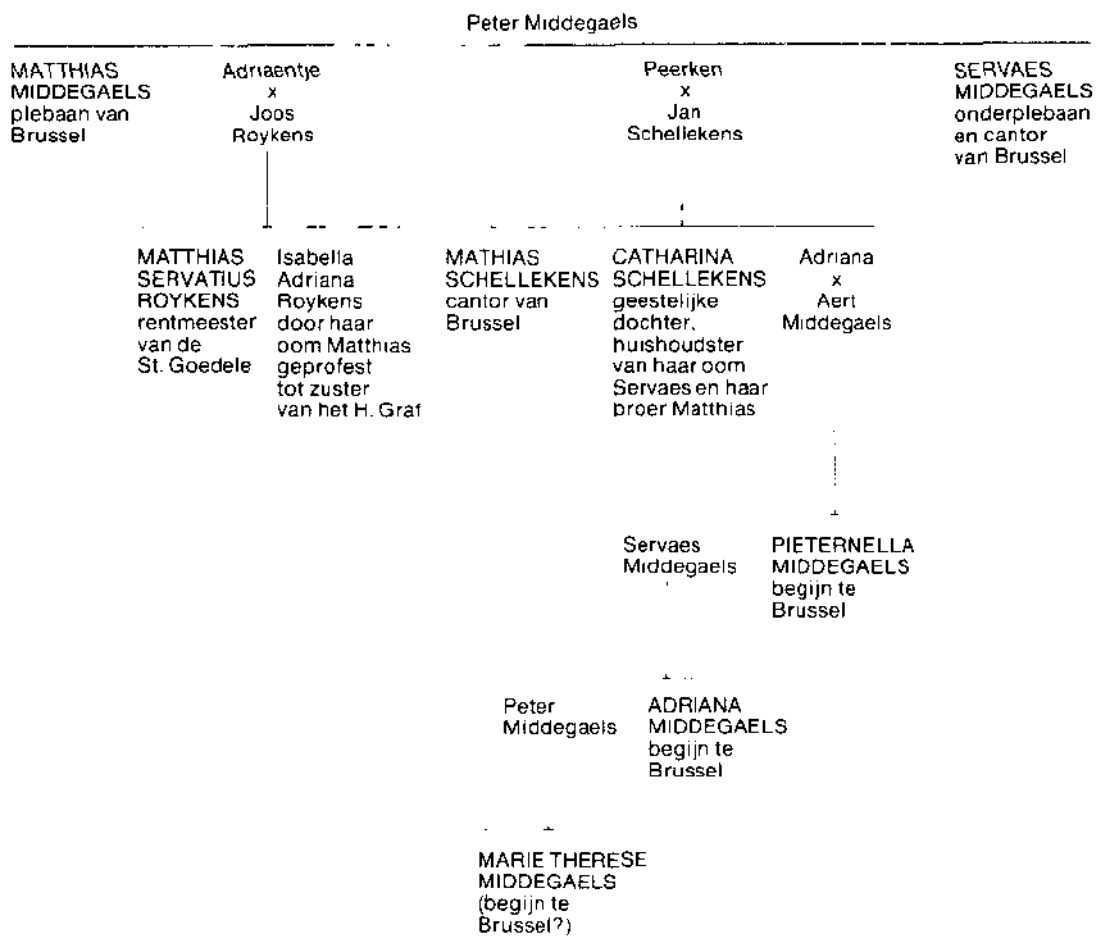 Peter Middegaels
MATTHIAS
MIDDEGAELS
plebaan van
Brussel
Adriaentje
x
Joos
Roykens
Peerken
x
Jan
Schellekens
SERVAES
MIDDEGAELS
onderplebaan
en cantor
van Brussel
MATTHIAS
SERVATIUS
ROYKENS
rentmeester
van de
St. Goedele
Isabella
Adriana
Roykens
door haar
oom Matthias
geprofest
tot zuster
van het H. Graf
MATHIAS
SCHELLEKENS
cantor van
Brussel
CATHARINA
SCHELLEKENS
geestelijke
dochter,
huishoudster
van haar oom
Servaes en haar
broer Matthias
Adriana
x
Aert
Middegaels
Servaes
Middegaels
PIETERNELLA
MIDDEGAELS
begijn te
Brussel
Peter
Middegaels
ADRIANA
MIDDEGAELS
begijn te
Brussel
MARIE THERESE
MIDDEGAELS
(begijn te
Brussel?)